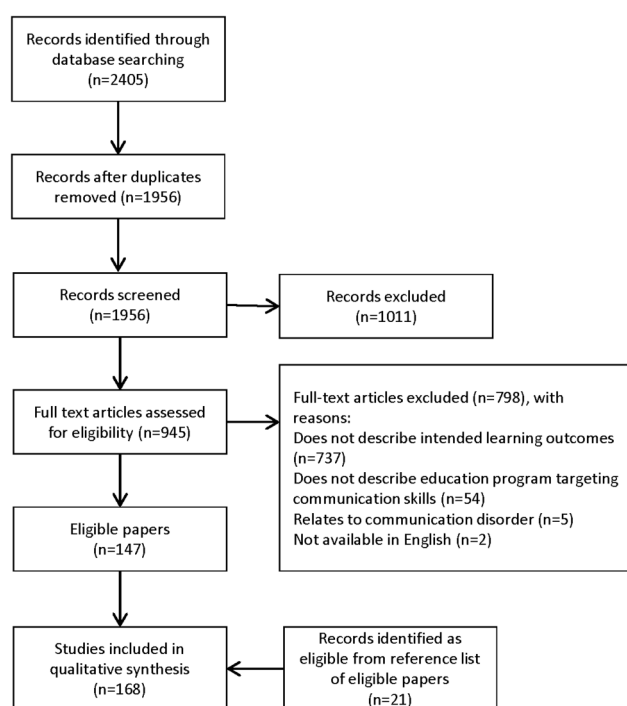 Records identified through
database searching
(n=2405)
Records after duplicates
removed (n=1956)
Records screened
(n=1956)
Records excluded
(n=1011)
Full text articles assessed
for eligibility (n=945)
Full-text articles excluded (n=798), with
reasons:
Does not describe intended learning outcomes
(n=737)
Does not describe education program targeting
communication skills (n=54)
Relates to communication disorder (n=5)
Not available in English (n=2)
Eligible papers
(n=147)
Studies included in
qualitative synthesis
(n=168)
Records identified as
eligible from reference list
of eligible papers
(n=21)